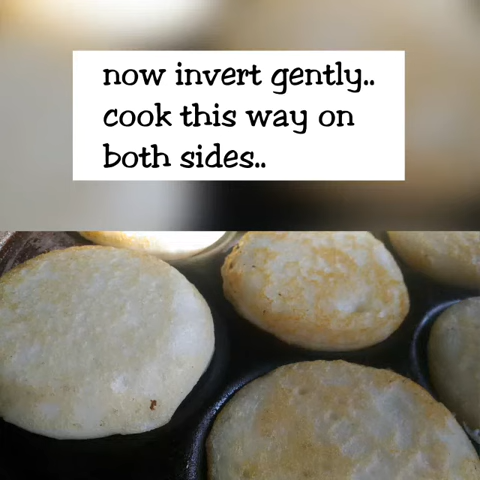 now invert gently..
cook this way on
both sides..